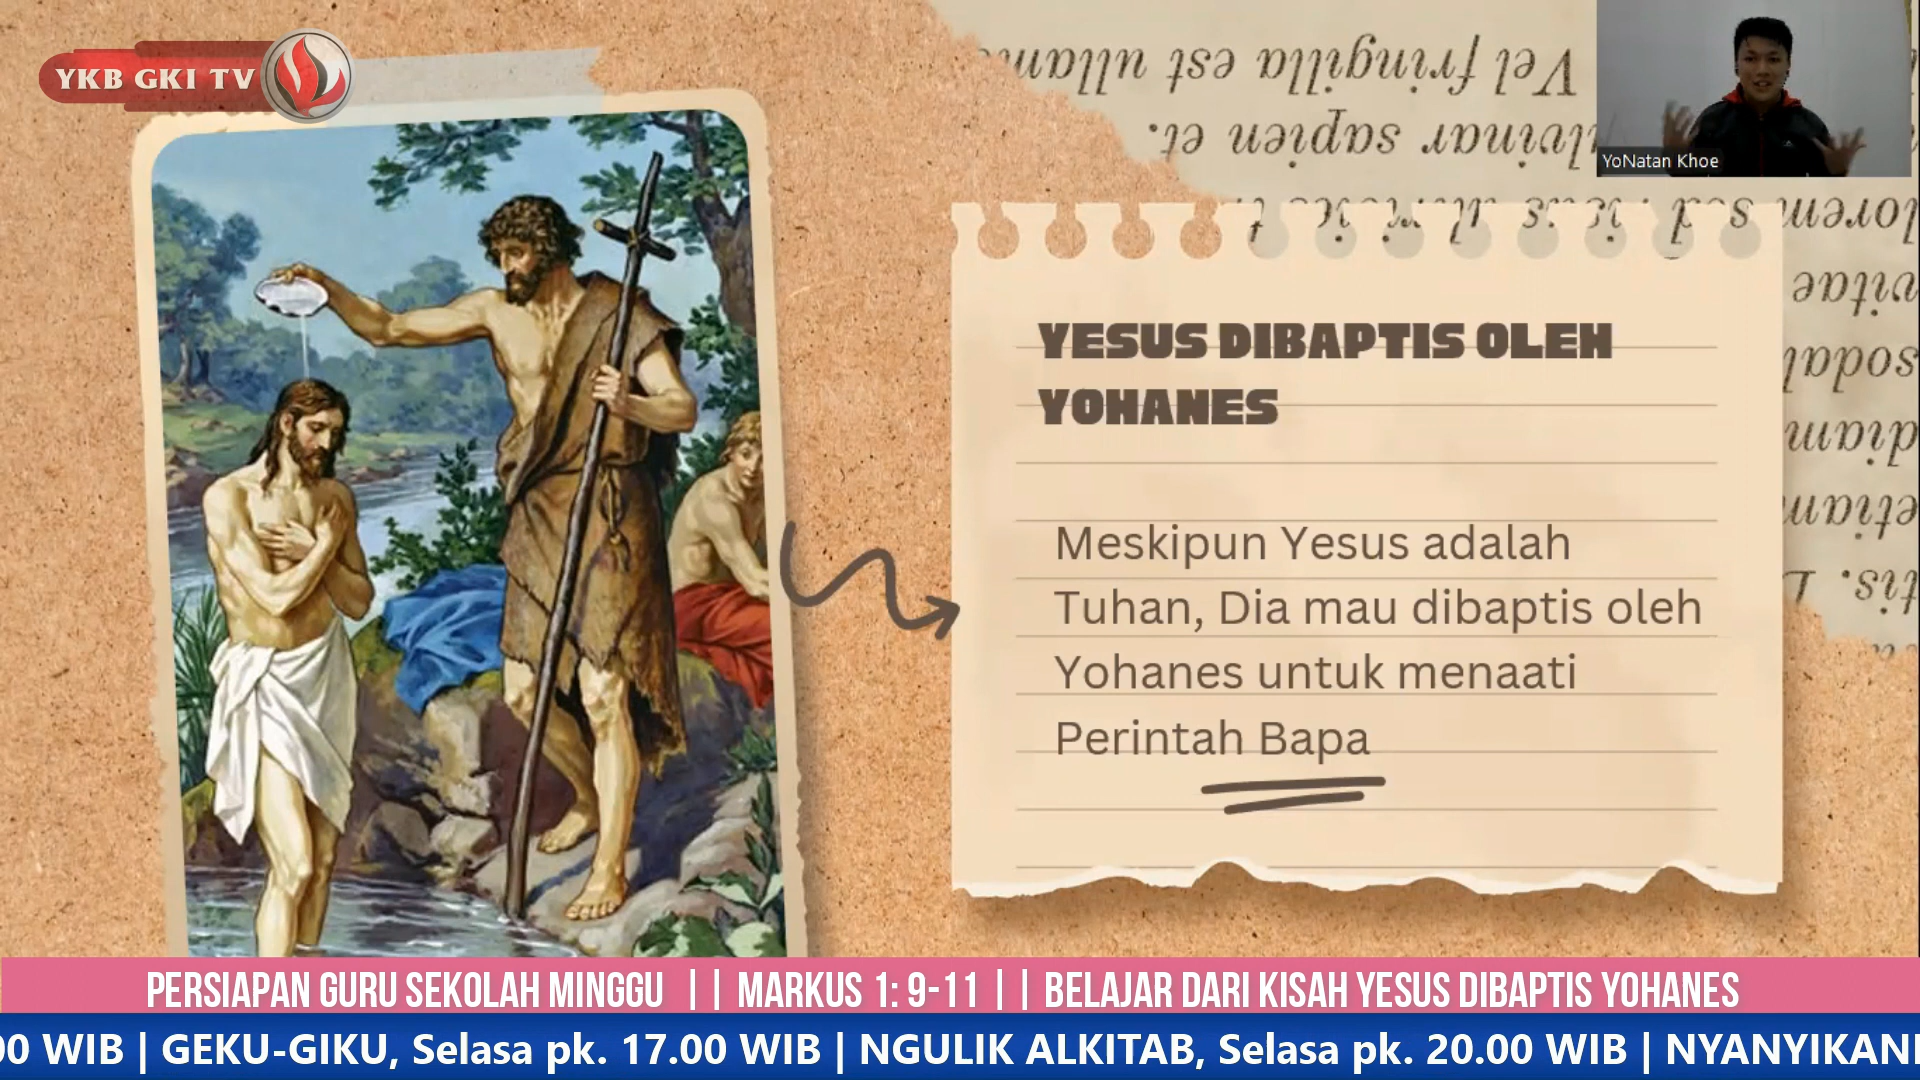 YKB GKI TV
YoNatan Khoe
Vel fringilla est ullam
sapien et.
lorem
vitae
YESUS DIBAPTIS OLEH
YOHANES
Meskipun Yesus adalah
Tuhan, Dia mau dibaptis oleh
Yohanes untuk menaati
Perintah Bapa
PERSIAPAN GURU SEKOLAH MINGGU || MARKUS 1: 9-11 || BELAJAR DARI KISAH YESUS DIBAPTIS YOHANES
00 WIB | GEKU-GIKU, Selasa pk. 17.00 WIB | NGULIK ALKITAB, Selasa pk. 20.00 WIB | NYANYIKAN